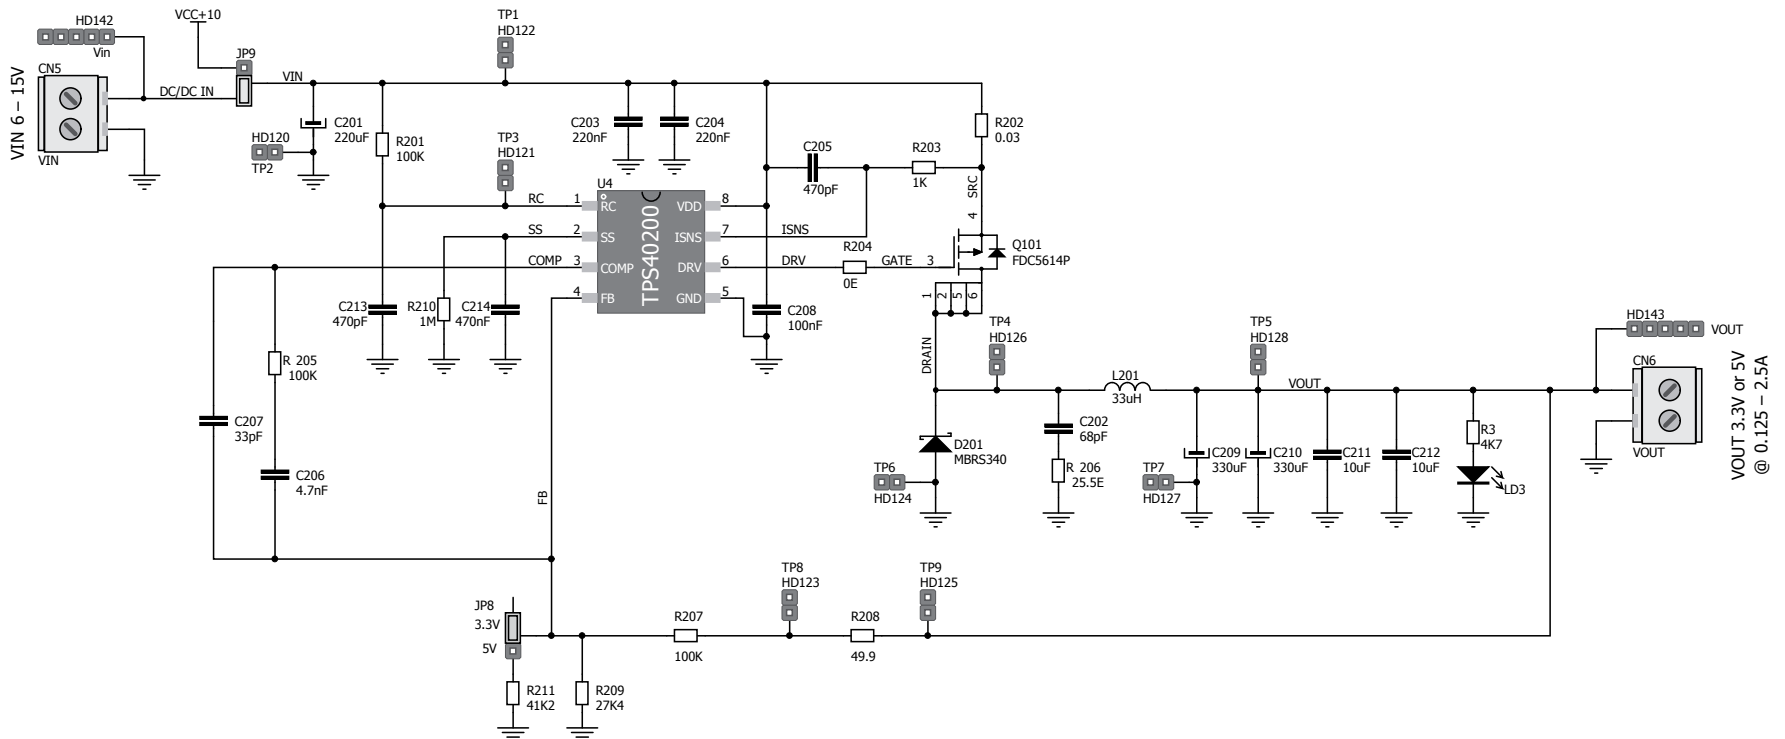 HD142
Vin
CN5
VIN 6 – 15V
VIN
DC/DC IN
VCC+10
JP9
VIN
HD120
TP2
C201
220uF
R201
100K
TP1
HD122
TP3
HD121
C203
220nF
C204
220nF
C205
470pF
R203
1K
R202
0.03
SRC
4
U4
TPS40200
RC 1 RC
SS 2 SS
COMP 3 COMP
4 FB
VDD 8
ISNS 7 ISNS
DRV 6 DRV
GND 5
R204
0E
GATE 3
Q101
FDC5614P
1 2 5 6
DRAIN
C213
470pF
R210
1M
C214
470nF
C208
100nF
R 205
100K
C207
33pF
C206
4.7nF
FB
TP4
HD126
L201
33uH
TP5
HD128
VOUT
D201
MBRS340
TP6
HD124
C202
68pF
R 206
25.5E
TP7
HD127
C209
330uF
C210
330uF
C211
10uF
C212
10uF
R3
4K7
LD3
HD143
VOUT
CN6
VOUT
VOUT 3.3V or 5V
@ 0.125 – 2.5A
JP8
3.3V
5V
R211
41K2
R209
27K4
R207
100K
TP8
HD123
R208
49.9
TP9
HD125